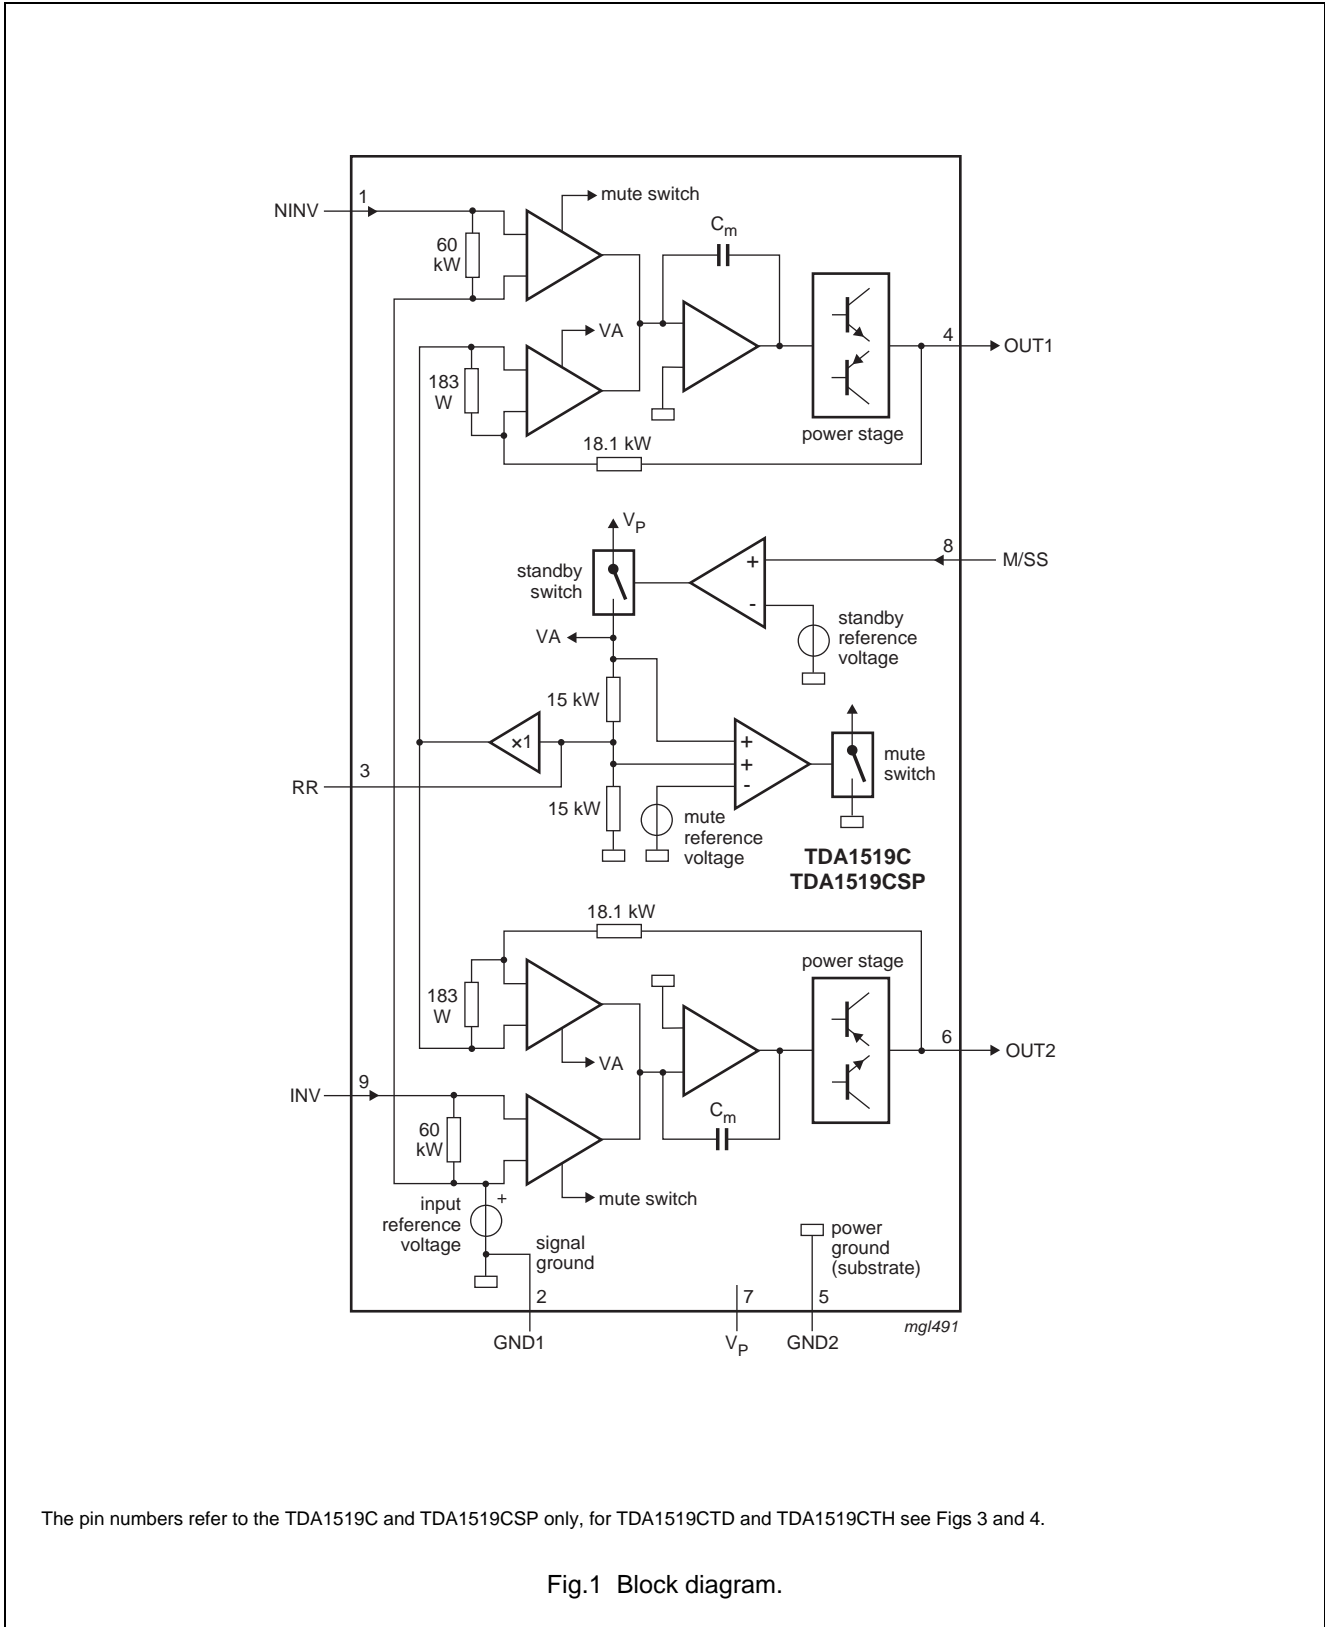 1
mute switch
NINV
Cm
60
kW
VA
4
OUT1
183
W
power stage
18.1 kW
VP
8
M/SS
+
standby
switch
-
standby
reference
voltage
VA
15 kW
×1
+
+
-
mute
switch
3
RR
15 kW
mute
reference
voltage
TDA1519C
TDA1519CSP
18.1 kW
power stage
183
W
VA
6
OUT2
9
INV
Cm
60
kW
mute switch
input
reference
voltage
+
signal
ground
power
ground
(substrate)
2
7
5
mgl491
GND1
VP
GND2
The pin numbers refer to the TDA1519C and TDA1519CSP only, for TDA1519CTD and TDA1519CTH see Figs 3 and 4.
Fig.1 Block diagram.